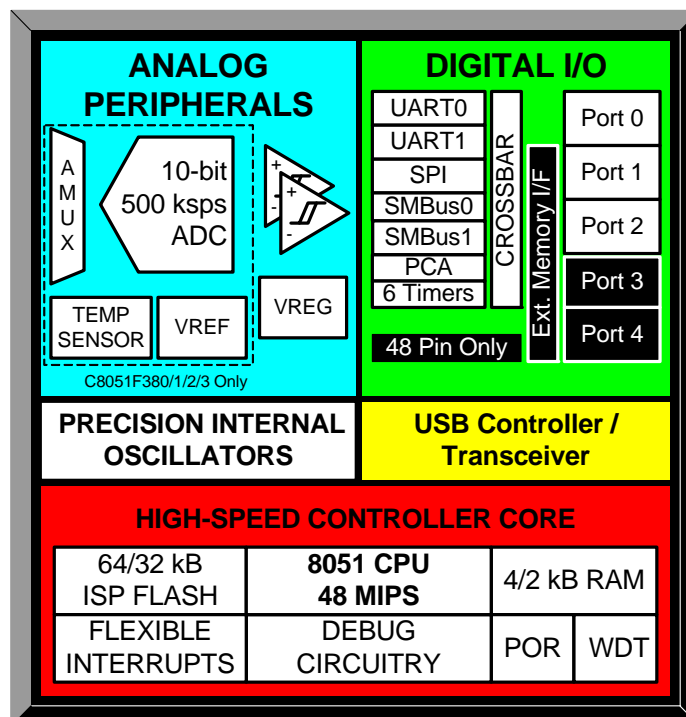 ANALOG
PERIPHERALS
A
M
U
X
10-bit
500 ksps
ADC
+
-
+
-
TEMP
SENSOR
VREF
VREG
C8051F380/1/2/3 Only
DIGITAL I/O
UART0
UART1
SPI
SMBus0
SMBus1
PCA
6 Timers
CROSSBAR
Ext. Memory I/F
Port 0
Port 1
Port 2
Port 3
Port 4
48 Pin Only
PRECISION INTERNAL
OSCILLATORS
USB Controller /
Transceiver
HIGH-SPEED CONTROLLER CORE
64/32 kB
ISP FLASH
8051 CPU
48 MIPS
4/2 kB RAM
FLEXIBLE
INTERRUPTS
DEBUG
CIRCUITRY
POR
WDT